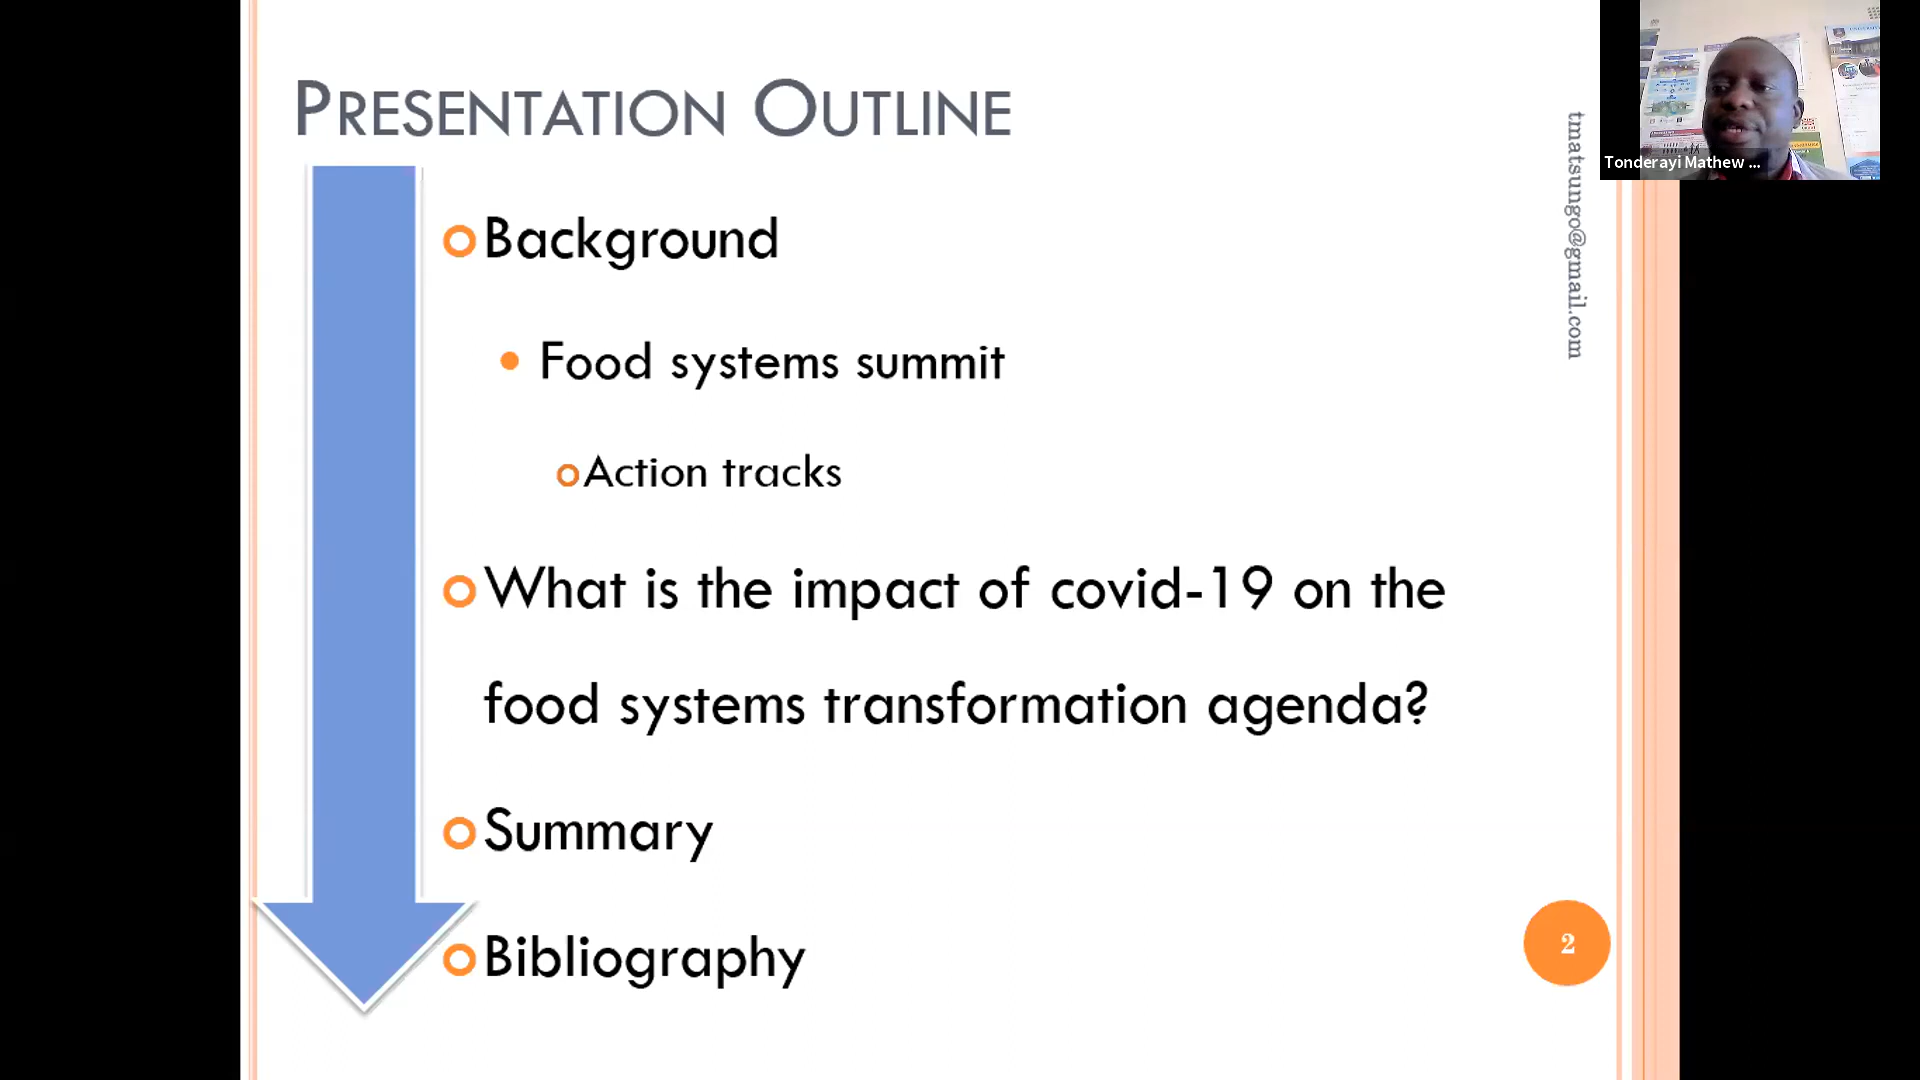 PRESENTATION OUTLINE
Background
Food systems summit
Action tracks
What is the impact of covid-19 on the
food systems transformation agenda?
Summary
Bibliography
tmatsungo@gmail.com
2
Tonderayi Mathew ...